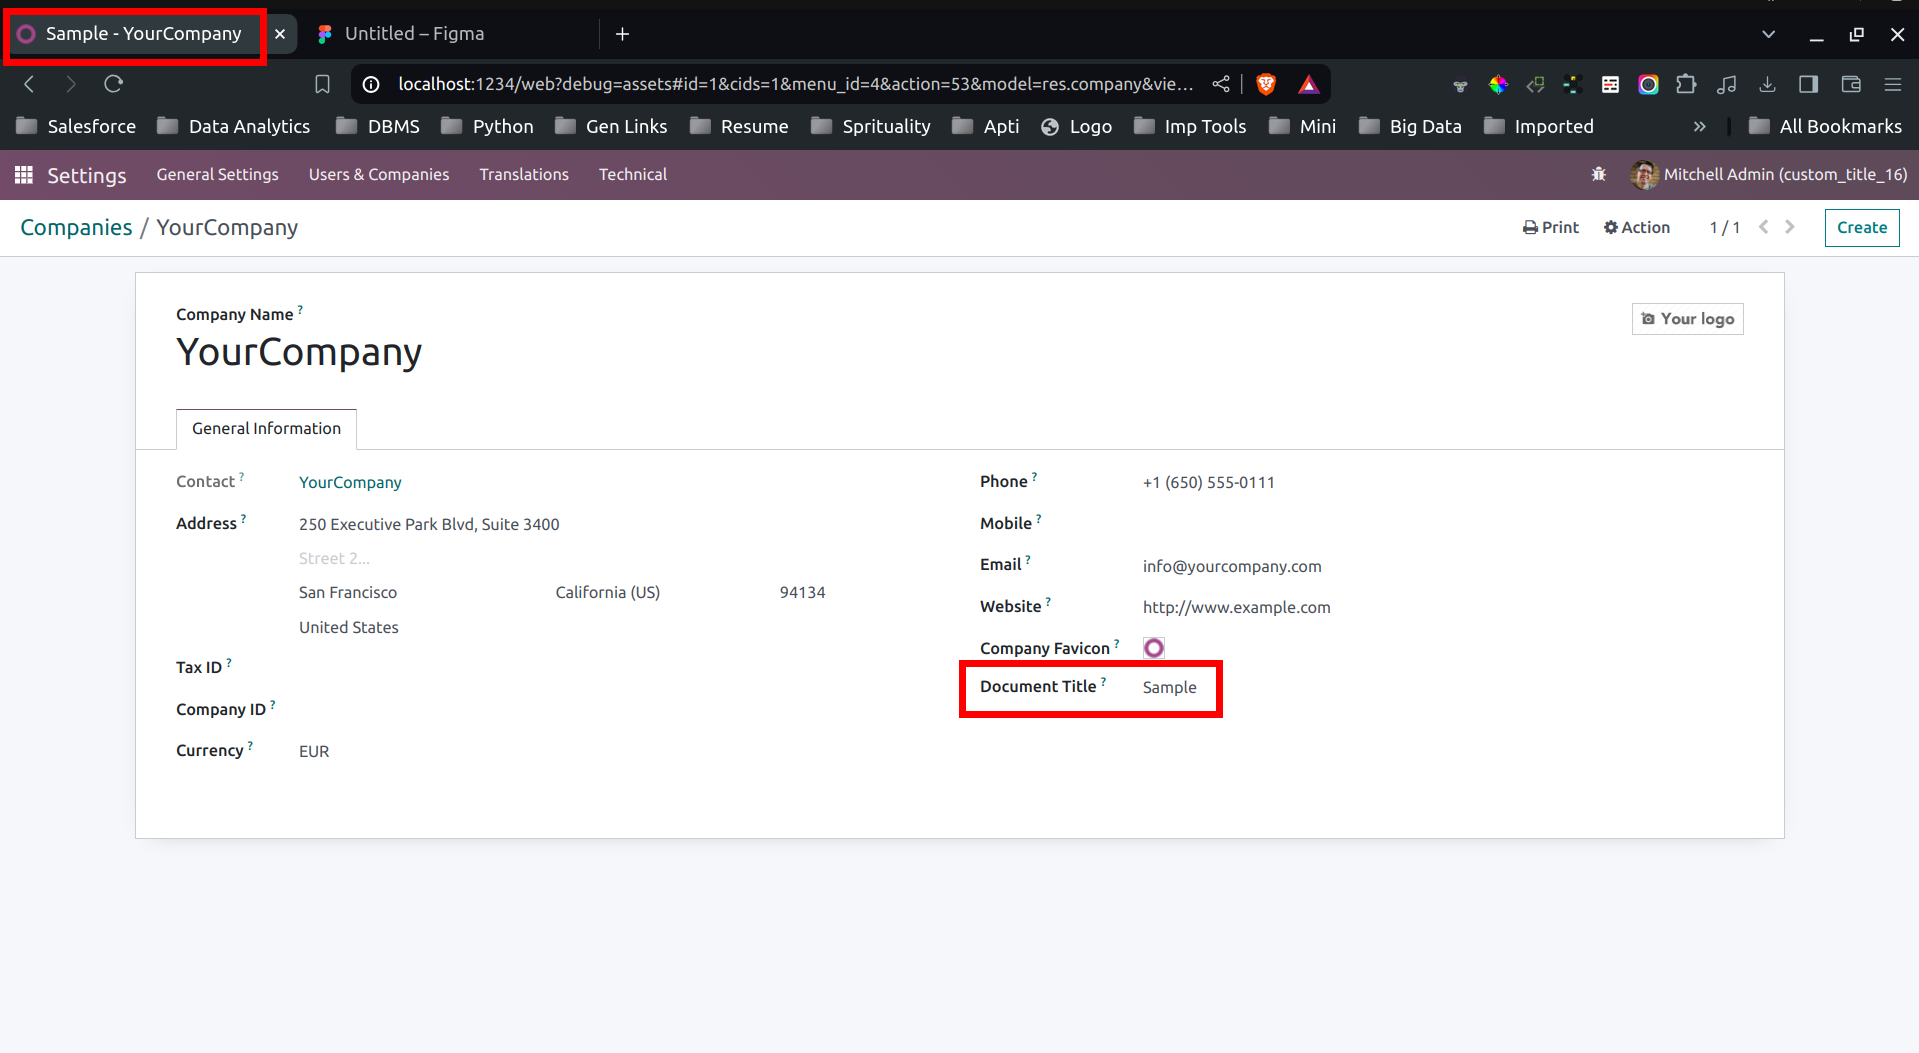 Sample - YourCompany
Untitled – Figma
localhost:1234/web?debug=assets#id=1&cids=1&menu_id=4&action=53&model=res.company&vie...
Salesforce Data Analytics DBMS Python Gen Links Resume Sprituality Apti Logo Imp Tools Mini Big Data Imported » All Bookmarks
Settings General Settings Users & Companies Translations Technical Mitchell Admin (custom_title_16)
Companies / YourCompany Print Action 1 / 1 Create
Company Name ?
Your logo
YourCompany
General Information
Contact ? YourCompany
Phone ? +1 (650) 555-0111
Address ? 250 Executive Park Blvd, Suite 3400
Mobile ?
Street 2...
Email ? info@yourcompany.com
San Francisco California (US) 94134
Website ? http://www.example.com
United States
Company Favicon ?
Tax ID ?
Document Title ? Sample
Company ID ?
Currency ? EUR